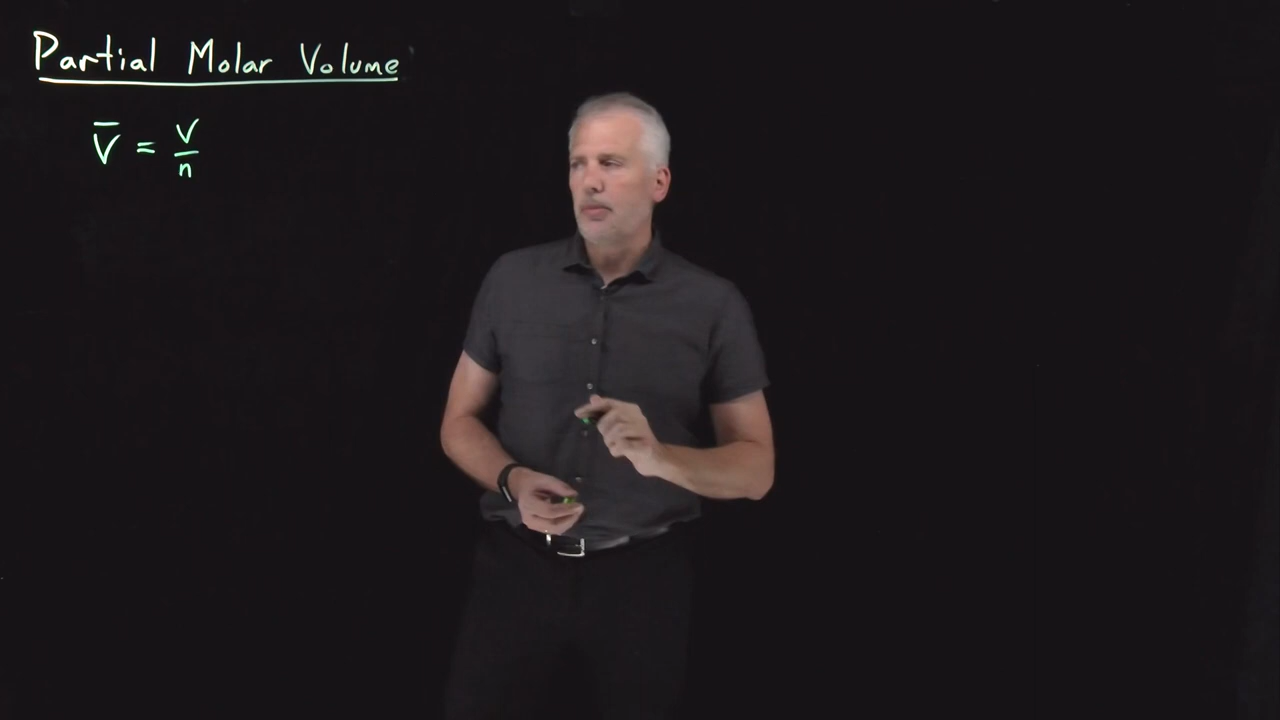 Partial Molar Volume
V̄ = V/n